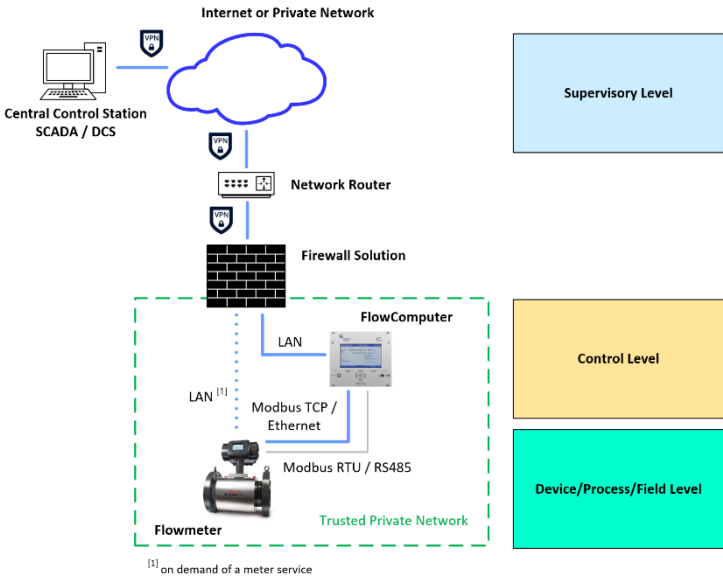 Internet or Private Network
VPN
Central Control Station
SCADA / DCS
Supervisory Level
VPN
Network Router
VPN
Firewall Solution
FlowComputer
LAN
Control Level
LAN [1]
Modbus TCP /
Ethernet
Modbus RTU / RS485
Device/Process/Field Level
Trusted Private Network
Flowmeter
[1] on demand of a meter service